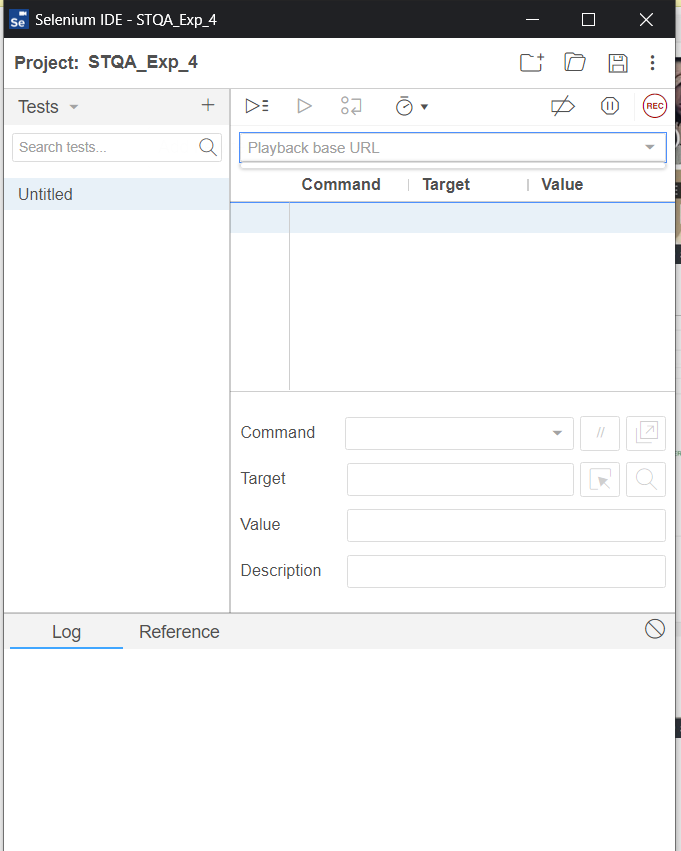 Se Selenium IDE - STQA_Exp_4
Project: STQA_Exp_4
Tests
REC
Search tests...
Playback base URL
Command Target Value
Untitled
Command
//
Target
Value
Description
Log Reference